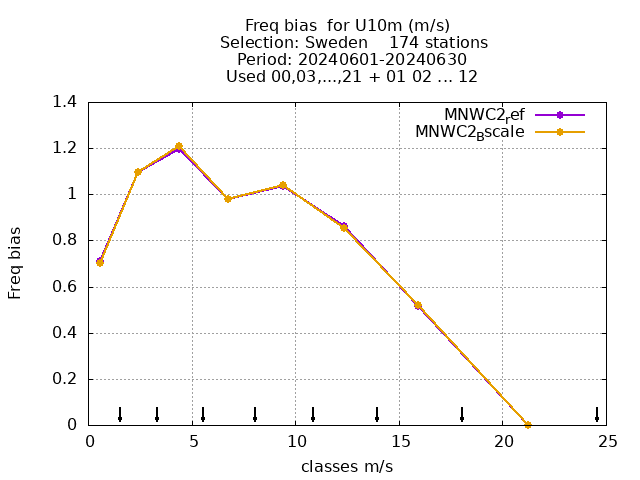 Freq bias  for U10m (m/s)
Selection: Sweden    174 stations
Period: 20240601-20240630
Used 00,03,...,21 + 01 02 ... 12
MNWC2_ref
MNWC2_Bscale
1.4
1.2
1
0.8
0.6
0.4
0.2
0
Freq bias
0 5 10 15 20 25
classes m/s